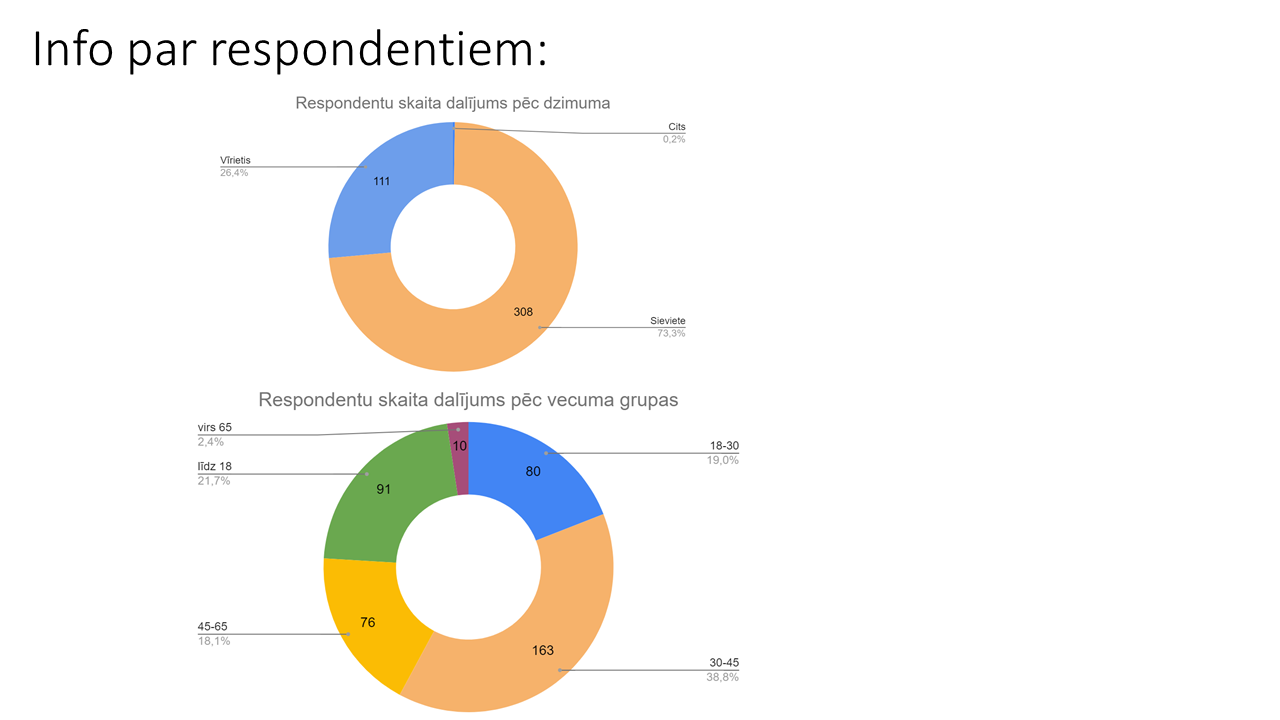 Info par respondentiem:
Respondentu skaita dalījums pēc dzimuma
Cits
0,2%
Vīrietis
26,4%
111
308
Sieviete
73,3%
Respondentu skaita dalījums pēc vecuma grupas
virs 65
2,4%
10
18-30
19,0%
80
līdz 18
21,7%
91
45-65
18,1%
76
163
30-45
38,8%